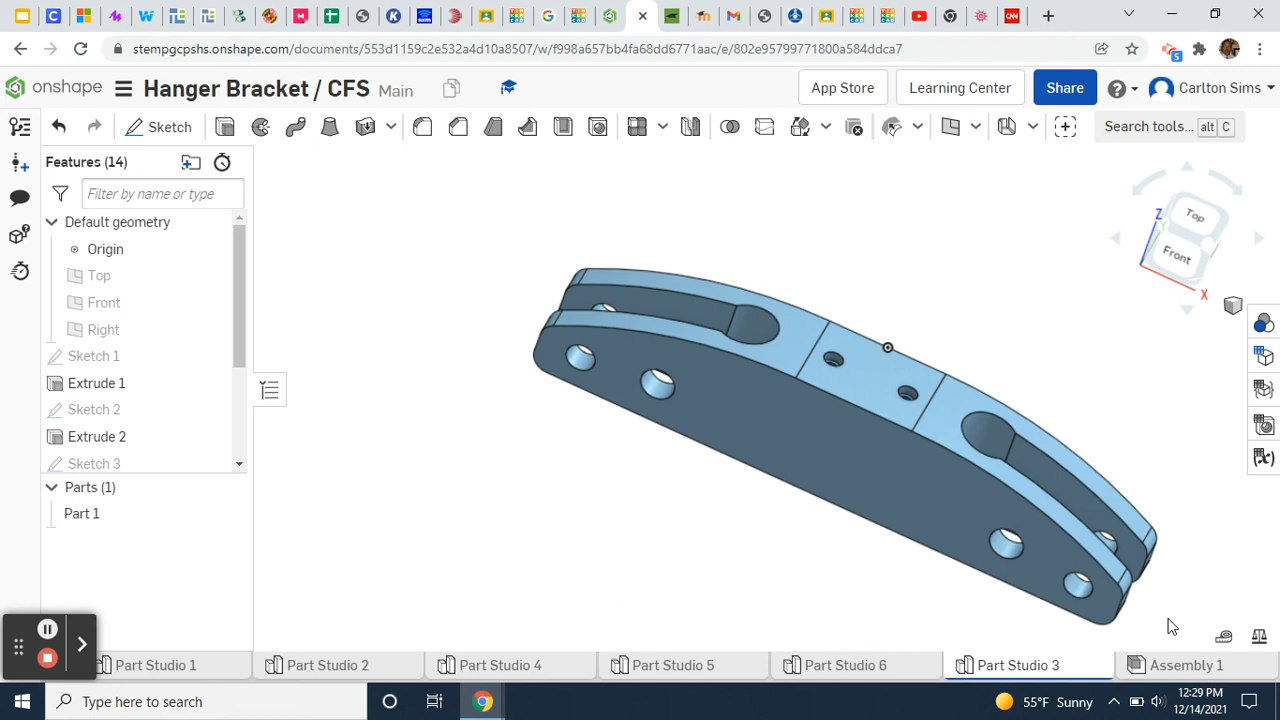 stempgcpshs.onshape.com/documents/553d1159c2e532a4d10a8507/w/f998a657bb4fa68dd6771aac/e/802e95799771800a584ddca7
onshape Hanger Bracket / CFS Main App Store Learning Center Share Carlton Sims
Sketch Search tools... alt C
Features (14)
Filter by name or type
Default geometry
Origin
Top
Front
Right
Sketch 1
Extrude 1
Sketch 2
Extrude 2
Sketch 3
Parts (1)
Part 1
Top
Front
Z
Y
X
Part Studio 1 Part Studio 2 Part Studio 4 Part Studio 5 Part Studio 6 Part Studio 3 Assembly 1
Type here to search 55°F Sunny 12:29 PM
12/14/2021